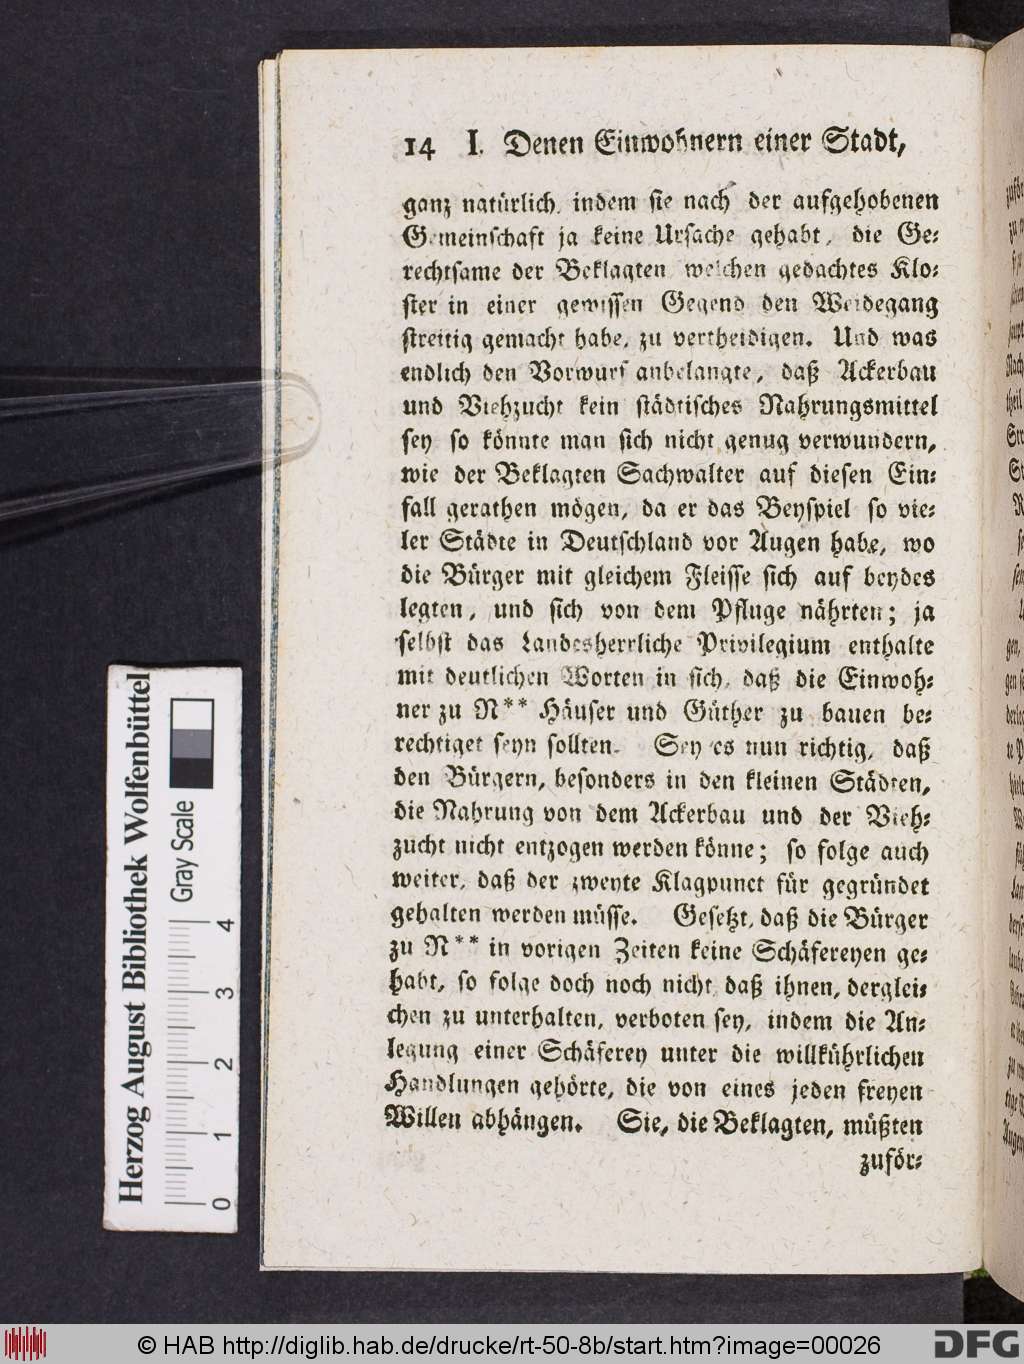 14 I. Denen Einwohnern einer Stadt,
ganz natürlich, indem sie nach der aufgehobenen
Gemeinschaft ja keine Ursache gehabt, die Ge⸗
rechtsame der Beklagten, welchen gedachtes Klo⸗
ster in einer gewissen Gegend den Weidegang
streitig gemacht habe, zu vertheidigen. Und was
endlich den Vorwurf anbelangte, daß Ackerbau
und Viehzucht kein städtisches Nahrungsmittel
sey so könnte man sich nicht genug verwundern,
wie der Beklagten Sachwalter auf diesen Ein⸗
fall gerathen mögen, da er das Beyspiel so vie⸗
ler Städte in Deutschland vor Augen habe, wo
die Bürger mit gleichem Fleisse sich auf beydes
legten, und sich von dem Pfluge nährten; ja
selbst das Landesherrliche Privilegium enthalte
mit deutlichen Worten in sich, daß die Einwoh⸗
ner zu N** Häuser und Güther zu bauen be⸗
rechtiget seyn sollten. Sey es nun richtig, daß
den Bürgern, besonders in den kleinen Städten,
die Nahrung von dem Ackerbau und der Vieh⸗
zucht nicht entzogen werden könne; so folge auch
weiter, daß der zweyte Klagpunct für gegründet
gehalten werden müsse. Gesetzt, daß die Bürger
zu N** in vorigen Zeiten keine Schäfereyen ge⸗
habt, so folge doch noch nicht, daß ihnen, derglei⸗
chen zu unterhalten, verboten sey, indem die An⸗
legung einer Schäferey unter die willkührlichen
Handlungen gehörte, die von eines jeden freyen
Willen abhängen. Sie, die Beklagten, müßten
zuför⸗
Herzog August Bibliothek Wolfenbüttel
Gray Scale
0 1 2 3 4
© HAB http://diglib.hab.de/drucke/rt-50-8b/start.htm?image=00026
DFG